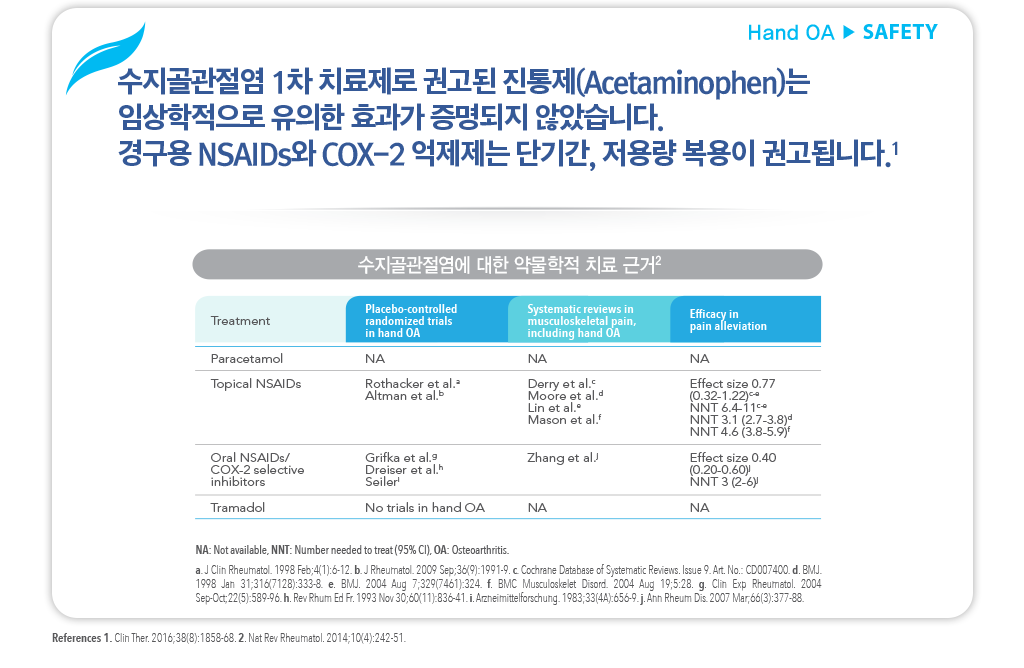 Hand OA ▶ SAFETY
수지골관절염 1차 치료제로 권고된 진통제(Acetaminophen)는
임상학적으로 유의한 효과가 증명되지 않았습니다.
경구용 NSAIDs와 COX-2 억제제는 단기간, 저용량 복용이 권고됩니다.¹
수지골관절염에 대한 약물학적 치료 근거²
Treatment
Placebo-controlled
randomized trials
in hand OA
Systematic reviews in
musculoskeletal pain,
including hand OA
Efficacy in
pain alleviation
Paracetamol NA NA NA
Topical NSAIDs Rothacker et al.ᵃ Derry et al.ᶜ Effect size 0.77
Altman et al.ᵇ Moore et al.ᵈ (0.32-1.22)ᶜ⁻ᵉ
Lin et al.ᵉ NNT 6.4-11ᶜ⁻ᵉ
Mason et al.ᶠ NNT 3.1 (2.7-3.8)ᵈ
NNT 4.6 (3.8-5.9)ᶠ
Oral NSAIDs/ Grifka et al.ᵍ Zhang et al.ʲ Effect size 0.40
COX-2 selective Dreiser et al.ʰ (0.20-0.60)ʲ
inhibitors Seilerⁱ NNT 3 (2-6)ʲ
Tramadol No trials in hand OA NA NA
NA: Not available, NNT: Number needed to treat (95% CI), OA: Osteoarthritis.
a. J Clin Rheumatol. 1998 Feb;4(1):6-12. b. J Rheumatol. 2009 Sep;36(9):1991-9. c. Cochrane Database of Systematic Reviews. Issue 9. Art. No.: CD007400. d. BMJ.
1998 Jan 31;316(7128):333-8. e. BMJ. 2004 Aug 7;329(7461):324. f. BMC Musculoskelet Disord. 2004 Aug 19;5:28. g. Clin Exp Rheumatol. 2004
Sep-Oct;22(5):589-96. h. Rev Rhum Ed Fr. 1993 Nov 30;60(11):836-41. i. Arzneimittelforschung. 1983;33(4A):656-9. j. Ann Rheum Dis. 2007 Mar;66(3):377-88.
References 1. Clin Ther. 2016;38(8):1858-68. 2. Nat Rev Rheumatol. 2014;10(4):242-51.